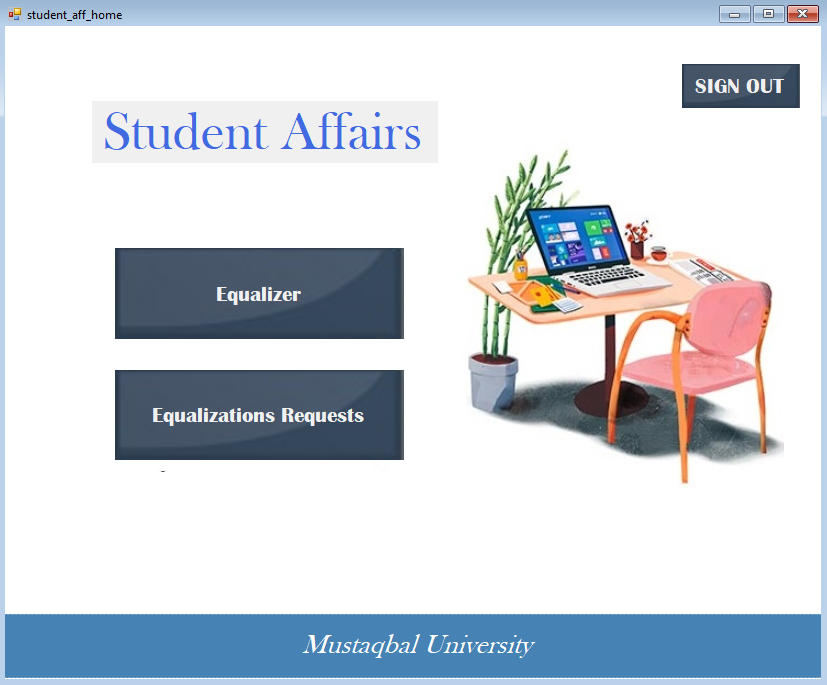 student_aff_home
SIGN OUT
Student Affairs
Equalizer
Equalizations Requests
Mustaqbal University